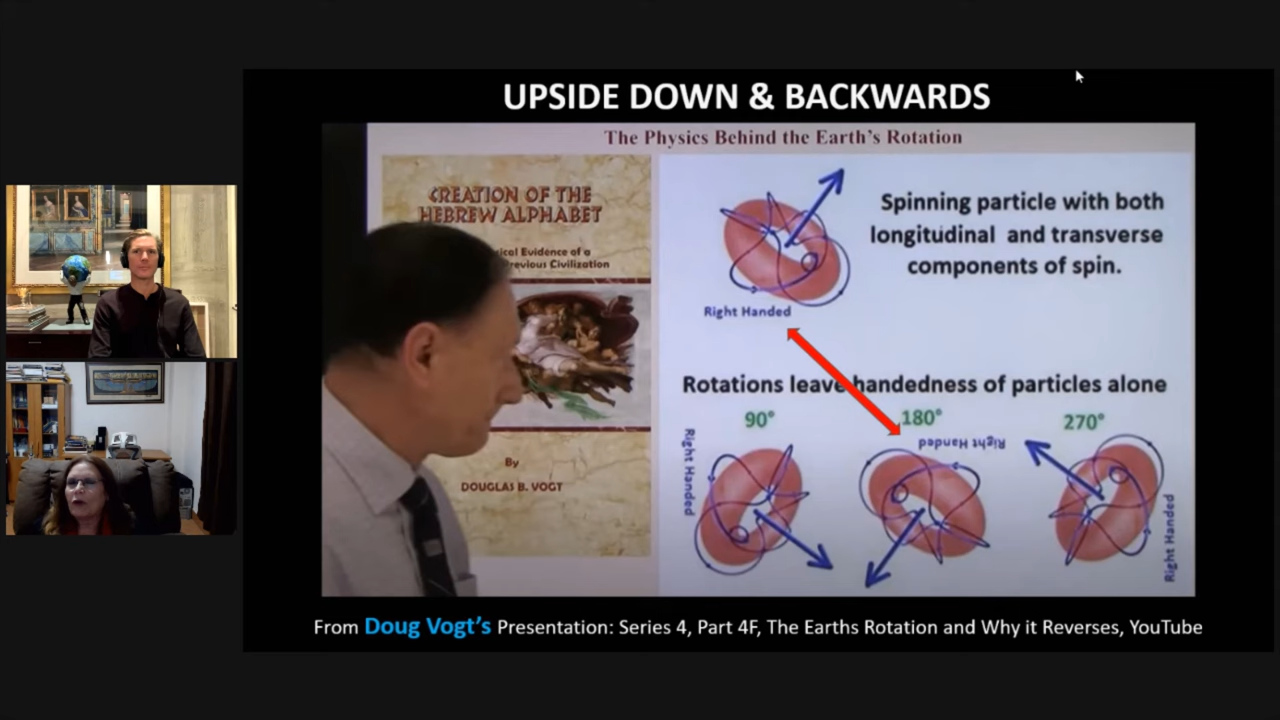 UPSIDE DOWN & BACKWARDS
The Physics Behind the Earth's Rotation
CREATION OF THE
HEBREW ALPHABET
Evidence of a
Previous Civilization
By
DOUGLAS B. VOGT
Spinning particle with both
longitudinal and transverse
components of spin.
Right Handed
Rotations leave handedness of particles alone
90°
180°
270°
Right Handed
Right Handed
Right Handed
From Doug Vogt's Presentation: Series 4, Part 4F, The Earths Rotation and Why it Reverses, YouTube